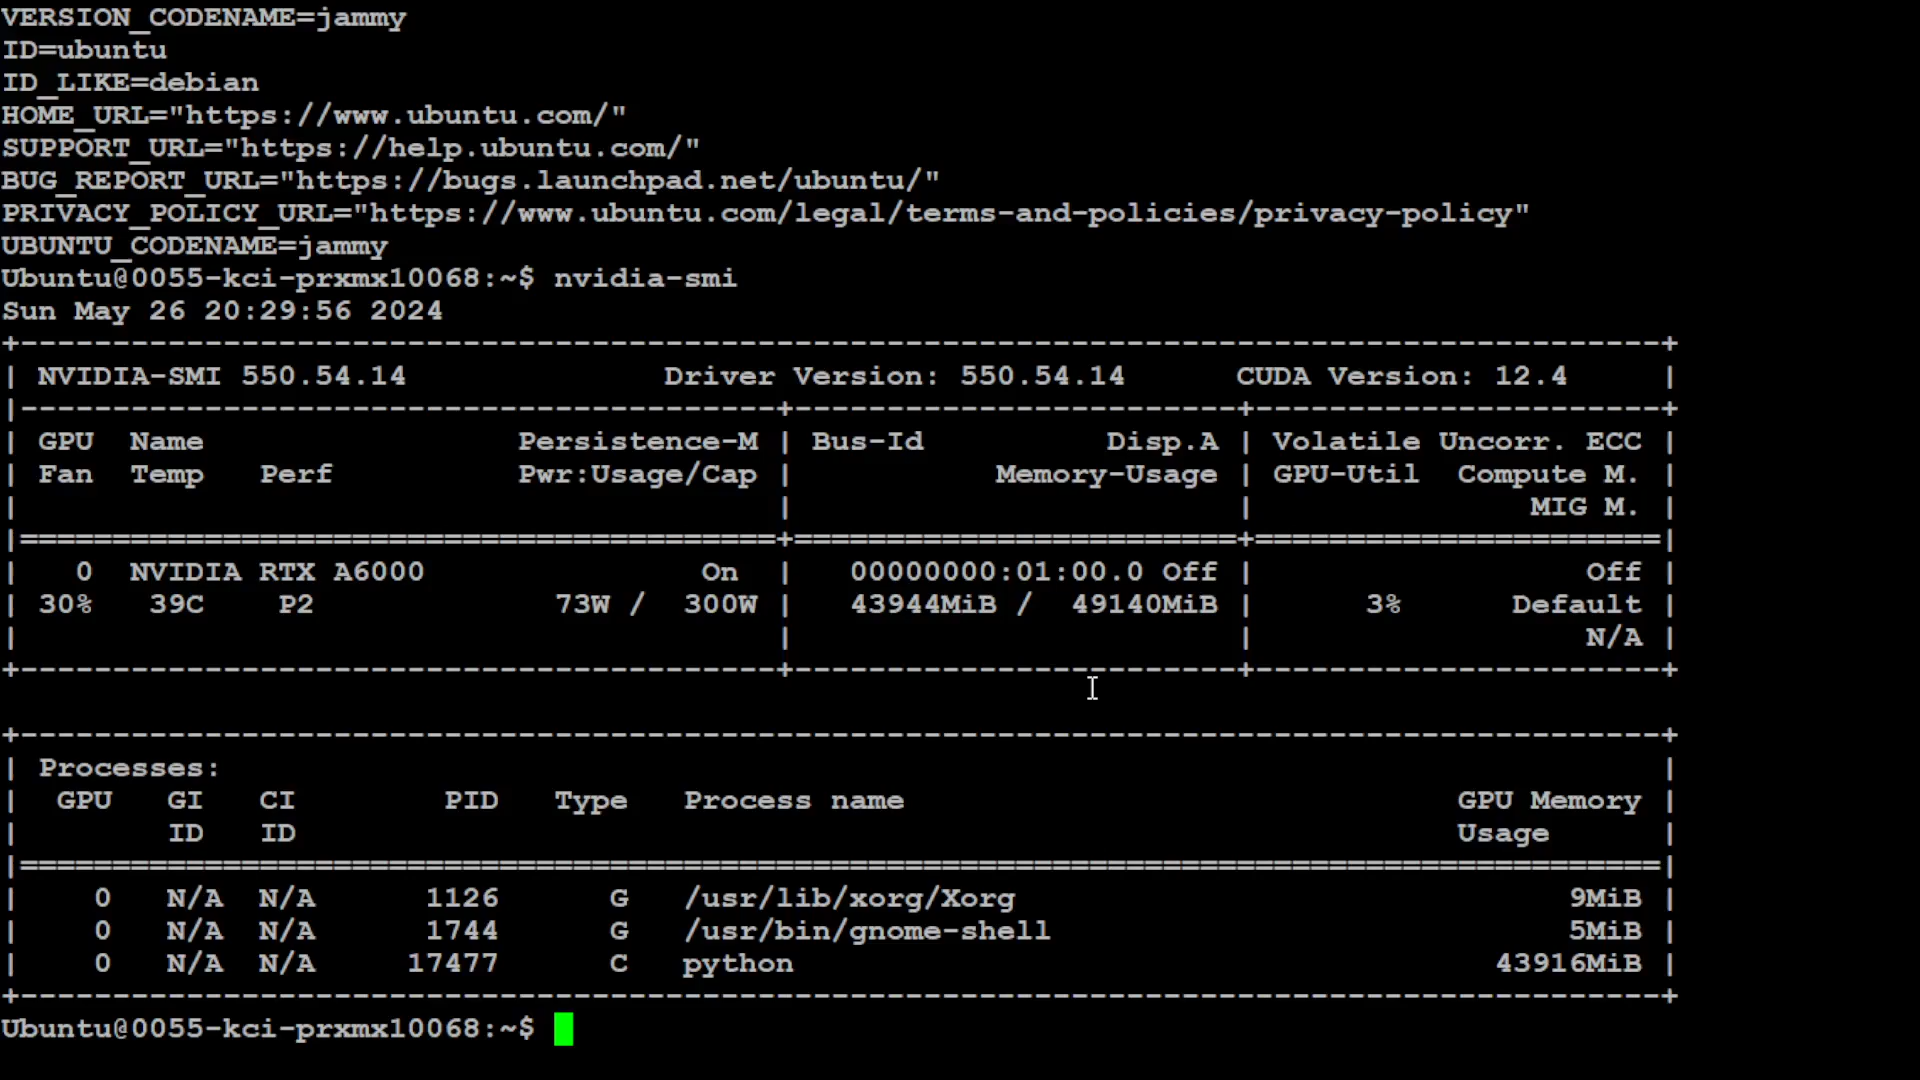 VERSION_CODENAME=jammy
ID=ubuntu
ID_LIKE=debian
HOME_URL="https://www.ubuntu.com/"
SUPPORT_URL="https://help.ubuntu.com/"
BUG_REPORT_URL="https://bugs.launchpad.net/ubuntu/"
PRIVACY_POLICY_URL="https://www.ubuntu.com/legal/terms-and-policies/privacy-policy"
UBUNTU_CODENAME=jammy
Ubuntu@0055-kci-prxmx10068:~$ nvidia-smi
Sun May 26 20:29:56 2024
+-----------------------------------------------------------------------------------------+
| NVIDIA-SMI 550.54.14              Driver Version: 550.54.14      CUDA Version: 12.4     |
|-----------------------------------------+------------------------+----------------------+
| GPU  Name                 Persistence-M | Bus-Id          Disp.A | Volatile Uncorr. ECC |
| Fan  Temp   Perf          Pwr:Usage/Cap |           Memory-Usage | GPU-Util  Compute M. |
|                                         |                        |               MIG M. |
|=========================================+========================+======================|
|   0  NVIDIA RTX A6000               On  |   00000000:01:00.0 Off |                  Off |
| 30%   39C    P2             73W /  300W |   43944MiB /  49140MiB |      3%      Default |
|                                         |                        |                  N/A |
+-----------------------------------------+------------------------+----------------------+
+-----------------------------------------------------------------------------------------+
| Processes:                                                                              |
|  GPU   GI   CI        PID   Type   Process name                              GPU Memory |
|        ID   ID                                                               Usage      |
|=========================================================================================|
|    0   N/A  N/A      1126      G   /usr/lib/xorg/Xorg                              9MiB |
|    0   N/A  N/A      1744      G   /usr/bin/gnome-shell                            5MiB |
|    0   N/A  N/A     17477      C   python                                      43916MiB |
+-----------------------------------------------------------------------------------------+
Ubuntu@0055-kci-prxmx10068:~$